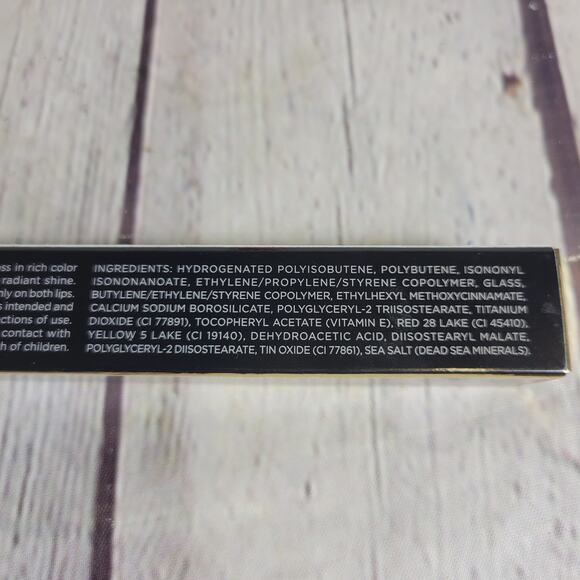 ss in rich color
radiant shine.
nly on both lips.
s intended and
ctions of use.
contact with
h of children.
INGREDIENTS: HYDROGENATED POLYISOBUTENE, POLYBUTENE, ISONONYL
ISONONANOATE, ETHYLENE/PROPYLENE/STYRENE COPOLYMER, GLASS,
BUTYLENE/ETHYLENE/STYRENE COPOLYMER, ETHYLHEXYL METHOXYCINNAMATE,
CALCIUM SODIUM BOROSILICATE, POLYGLYCERYL-2 TRIISOSTEARATE, TITANIUM
DIOXIDE (CI 77891), TOCOPHERYL ACETATE (VITAMIN E), RED 28 LAKE (CI 45410),
YELLOW 5 LAKE (CI 19140), DEHYDROACETIC ACID, DIISOSTEARYL MALATE,
POLYGLYCERYL-2 DIISOSTEARATE, TIN OXIDE (CI 77861), SEA SALT (DEAD SEA MINERALS).